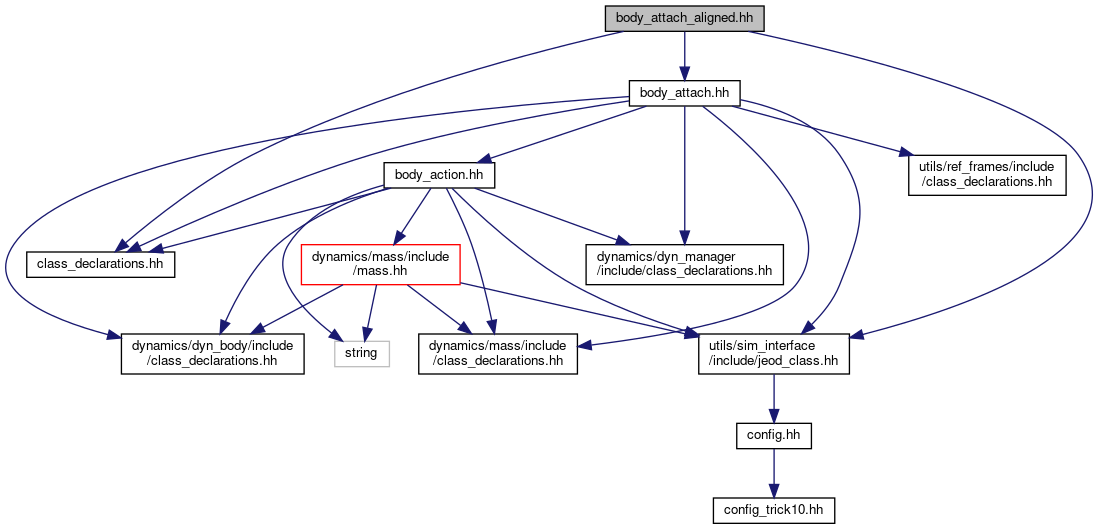 body_attach_aligned.hh
body_attach.hh
utils/ref_frames/include
/class_declarations.hh
body_action.hh
class_declarations.hh
dynamics/mass/include
/mass.hh
dynamics/dyn_manager
/include/class_declarations.hh
dynamics/dyn_body/include
/class_declarations.hh
string
dynamics/mass/include
/class_declarations.hh
utils/sim_interface
/include/jeod_class.hh
config.hh
config_trick10.hh